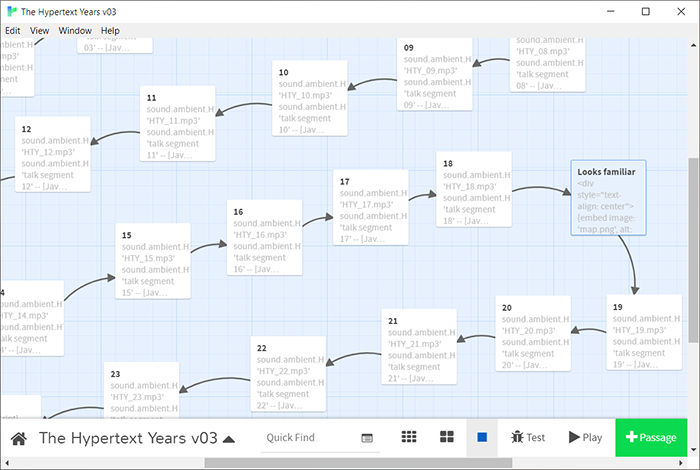 The Hypertext Years v03
Edit View Window Help
03' -- [Jav…
'HTY_08.mp3'
sound.ambient.H
'talk segment
08'
09
sound.ambient.H
'HTY_09.mp3'
sound.ambient.H
'talk segment
09' -- [Jav…
10
sound.ambient.H
'HTY_10.mp3'
sound.ambient.H
'talk segment
10' -- [Jav…
11
sound.ambient.H
'HTY_11.mp3'
sound.ambient.H
'talk segment
11' -- [Jav…
12
sound.ambient.H
'HTY_12.mp3'
sound.ambient.H
'talk segment
12' -- [Jav…
4
ound.ambient.H
HTY_14.mp3'
ound.ambient.H
talk segment
4' -- [Jav…
15
sound.ambient.H
'HTY_15.mp3'
sound.ambient.H
'talk segment
15' -- [Jav…
16
sound.ambient.H
'HTY_16.mp3'
sound.ambient.H
'talk segment
16' -- [Jav…
17
sound.ambient.H
'HTY_17.mp3'
sound.ambient.H
'talk segment
17' -- [Jav…
18
sound.ambient.H
'HTY_18.mp3'
sound.ambient.H
'talk segment
18' -- [Jav…
Looks familiar
<div
style="text-
align: center">
{embed image:
'map.png', alt:
19
sound.ambient.H
'HTY_19.mp3'
sound.ambient.H
'talk segment
19' -- [Jav…
20
sound.ambient.H
'HTY_20.mp3'
sound.ambient.H
'talk segment
20' -- [Jav…
21
sound.ambient.H
'HTY_21.mp3'
sound.ambient.H
'talk segment
21' -- [Jav…
22
sound.ambient.H
'HTY_22.mp3'
sound.ambient.H
'talk segment
22' -- [Jav…
23
sound.ambient.H
'HTY_23.mp3'
sound.ambient.H
The Hypertext Years v03 Quick Find Test Play Passage